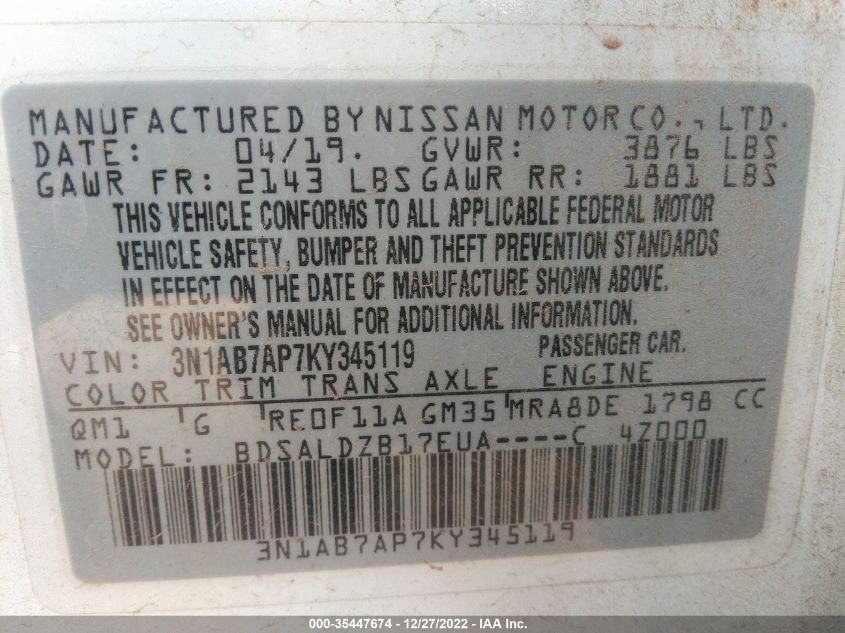 MANUFACTURED BY NISSAN MOTOR CO., LTD.
DATE: 04/19. GVWR: 3876 LBS
GAWR FR: 2143 LBS GAWR RR: 1881 LBS
THIS VEHICLE CONFORMS TO ALL APPLICABLE FEDERAL MOTOR
VEHICLE SAFETY, BUMPER AND THEFT PREVENTION STANDARDS
IN EFFECT ON THE DATE OF MANUFACTURE SHOWN ABOVE.
SEE OWNER'S MANUAL FOR ADDITIONAL INFORMATION.
VIN: 3N1AB7AP7KY345119 PASSENGER CAR.
COLOR TRIM TRANS AXLE ENGINE
QM1 'G 'RE0F11A GM35'MRA8DE 1798 CC
MODEL: BDSALDZB17EUA----C 4Z000
3N1AB7AP7KY345119
000-35447674 - 12/27/2022 - IAA Inc.